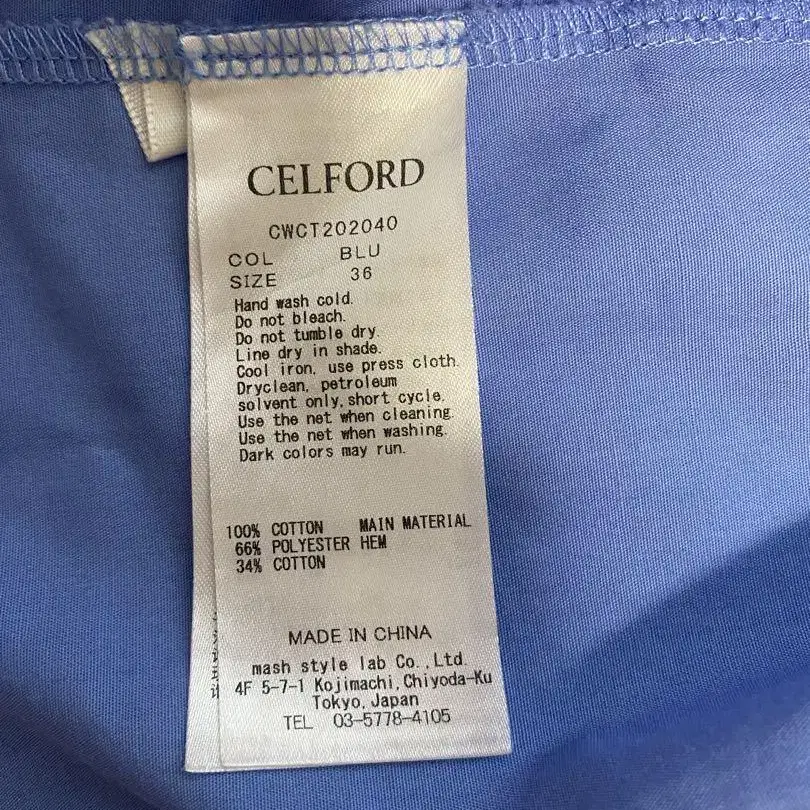 CELFORD
CWCT202040
COL BLU
SIZE 36
Hand wash cold.
Do not bleach.
Do not tumble dry.
Line dry in shade.
Cool iron, use press cloth.
Dryclean, petroleum
solvent only, short cycle.
Use the net when cleaning.
Use the net when washing.
Dark colors may run.
100% COTTON MAIN MATERIAL
66% POLYESTER HEM
34% COTTON
MADE IN CHINA
mash style lab Co.,Ltd.
4F 5-7-1 Kojimachi,Chiyoda-Ku
Tokyo,Japan
TEL 03-5778-4105